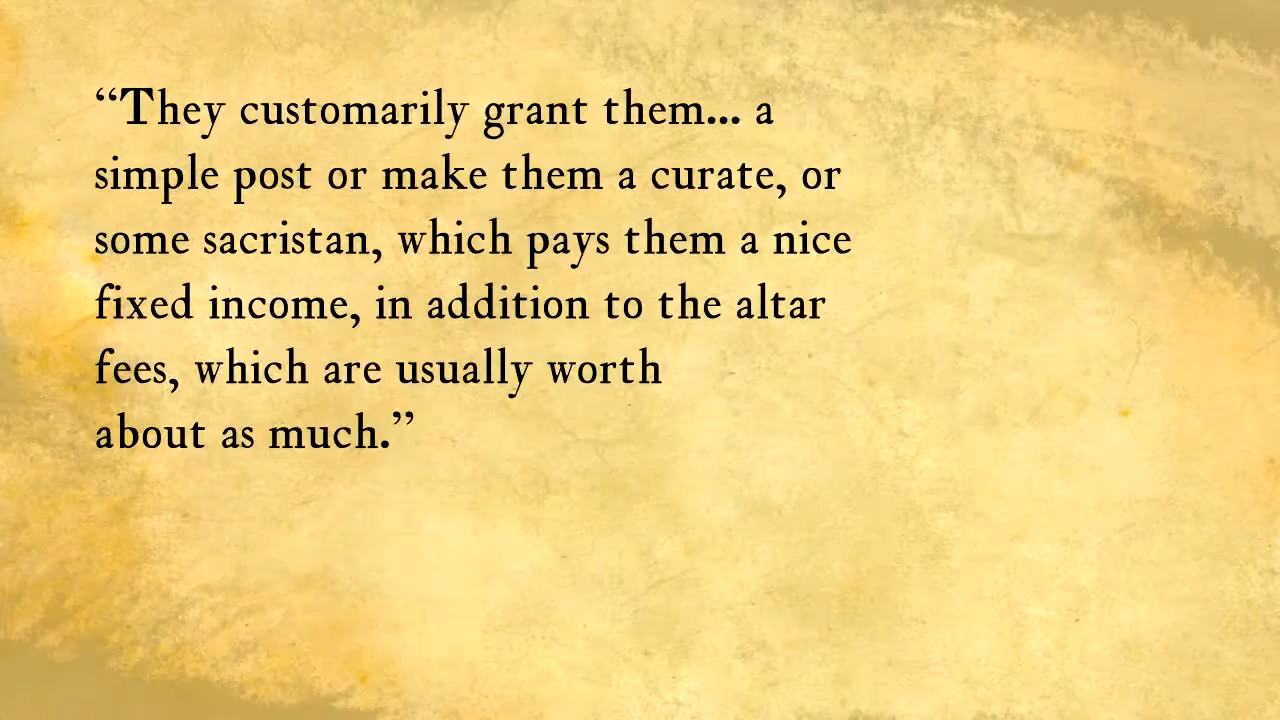 “They customarily grant them... a
simple post or make them a curate, or
some sacristan, which pays them a nice
fixed income, in addition to the altar
fees, which are usually worth
about as much.”